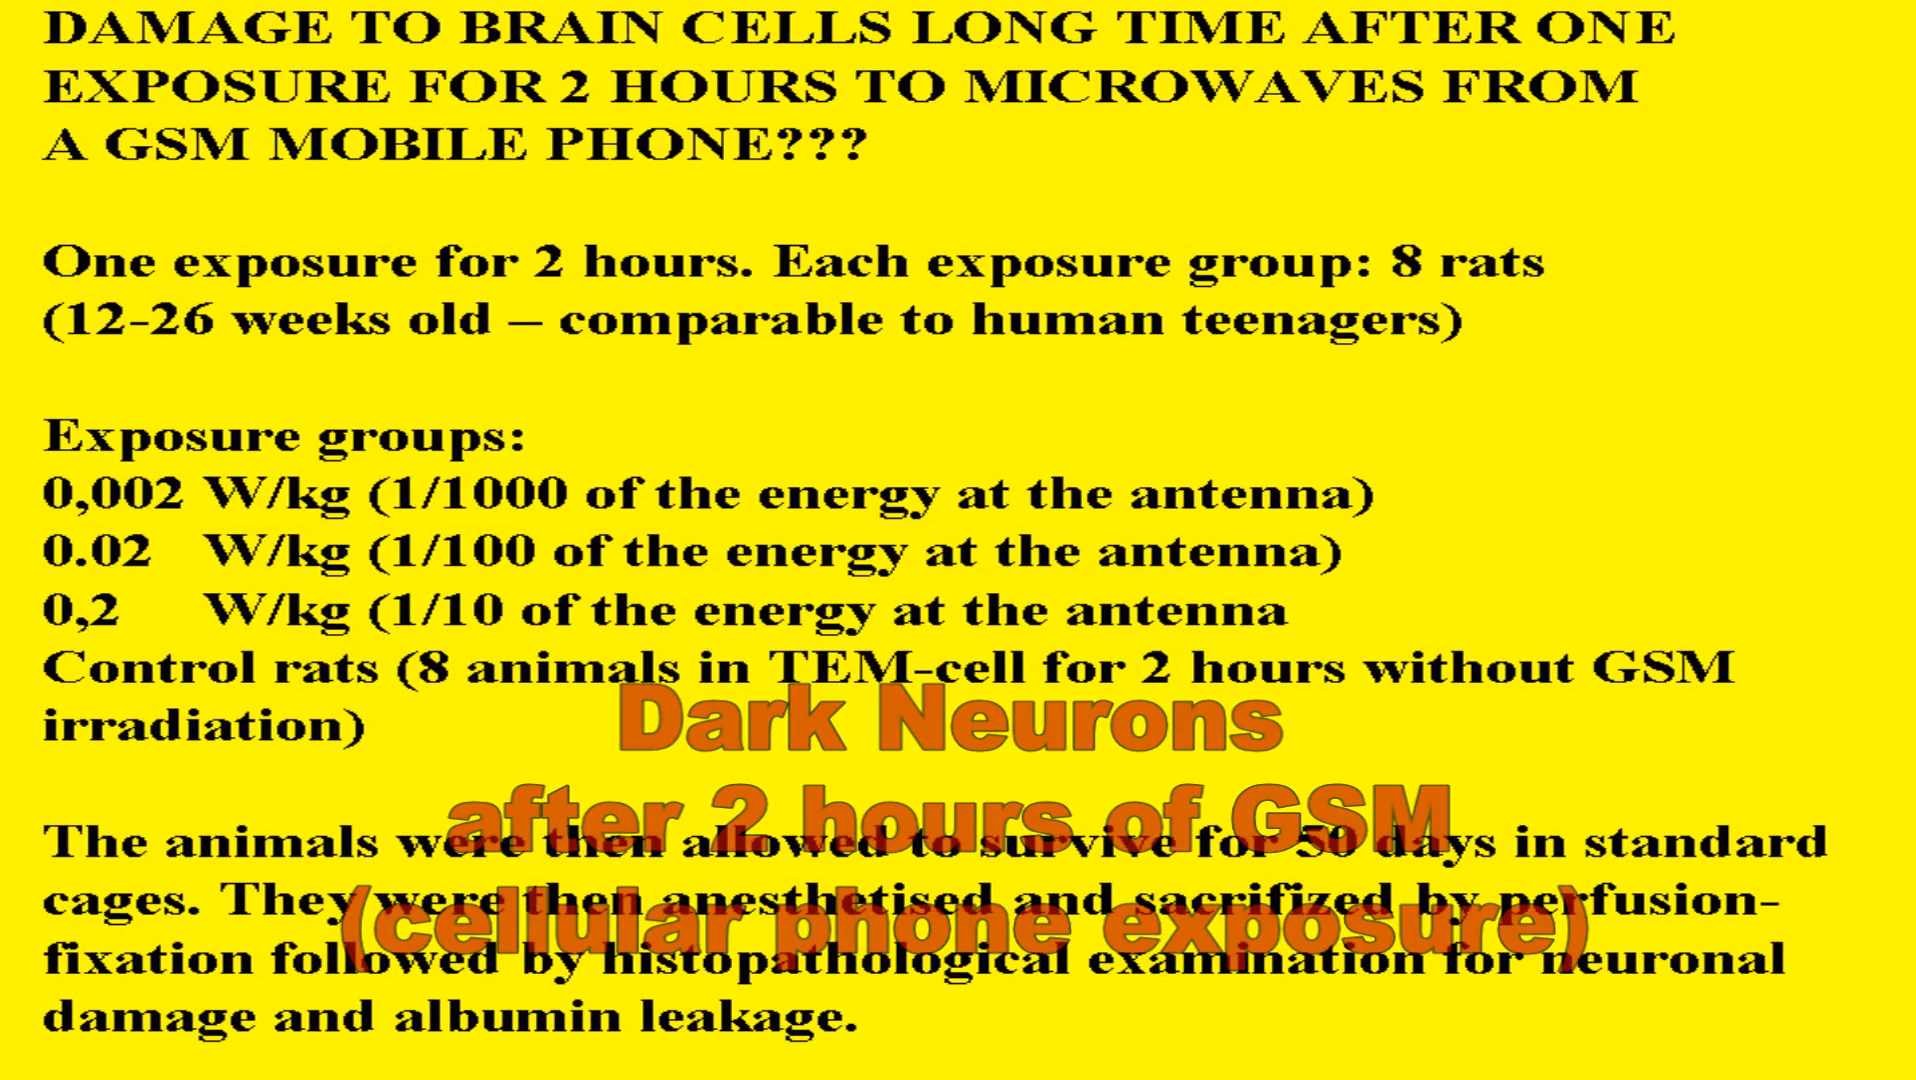 DAMAGE TO BRAIN CELLS LONG TIME AFTER ONE
EXPOSURE FOR 2 HOURS TO MICROWAVES FROM
A GSM MOBILE PHONE???
One exposure for 2 hours. Each exposure group: 8 rats
(12-26 weeks old – comparable to human teenagers)
Exposure groups:
0,002 W/kg (1/1000 of the energy at the antenna)
0.02 W/kg (1/100 of the energy at the antenna)
0,2 W/kg (1/10 of the energy at the antenna
Control rats (8 animals in TEM-cell for 2 hours without GSM
irradiation)
Dark Neurons
after 2 hours of GSM
(cellular phone exposure)
The animals were then allowed to survive for 50 days in standard
cages. They were then anesthetised and sacrifized by perfusion-
fixation followed by histopathological examination for neuronal
damage and albumin leakage.